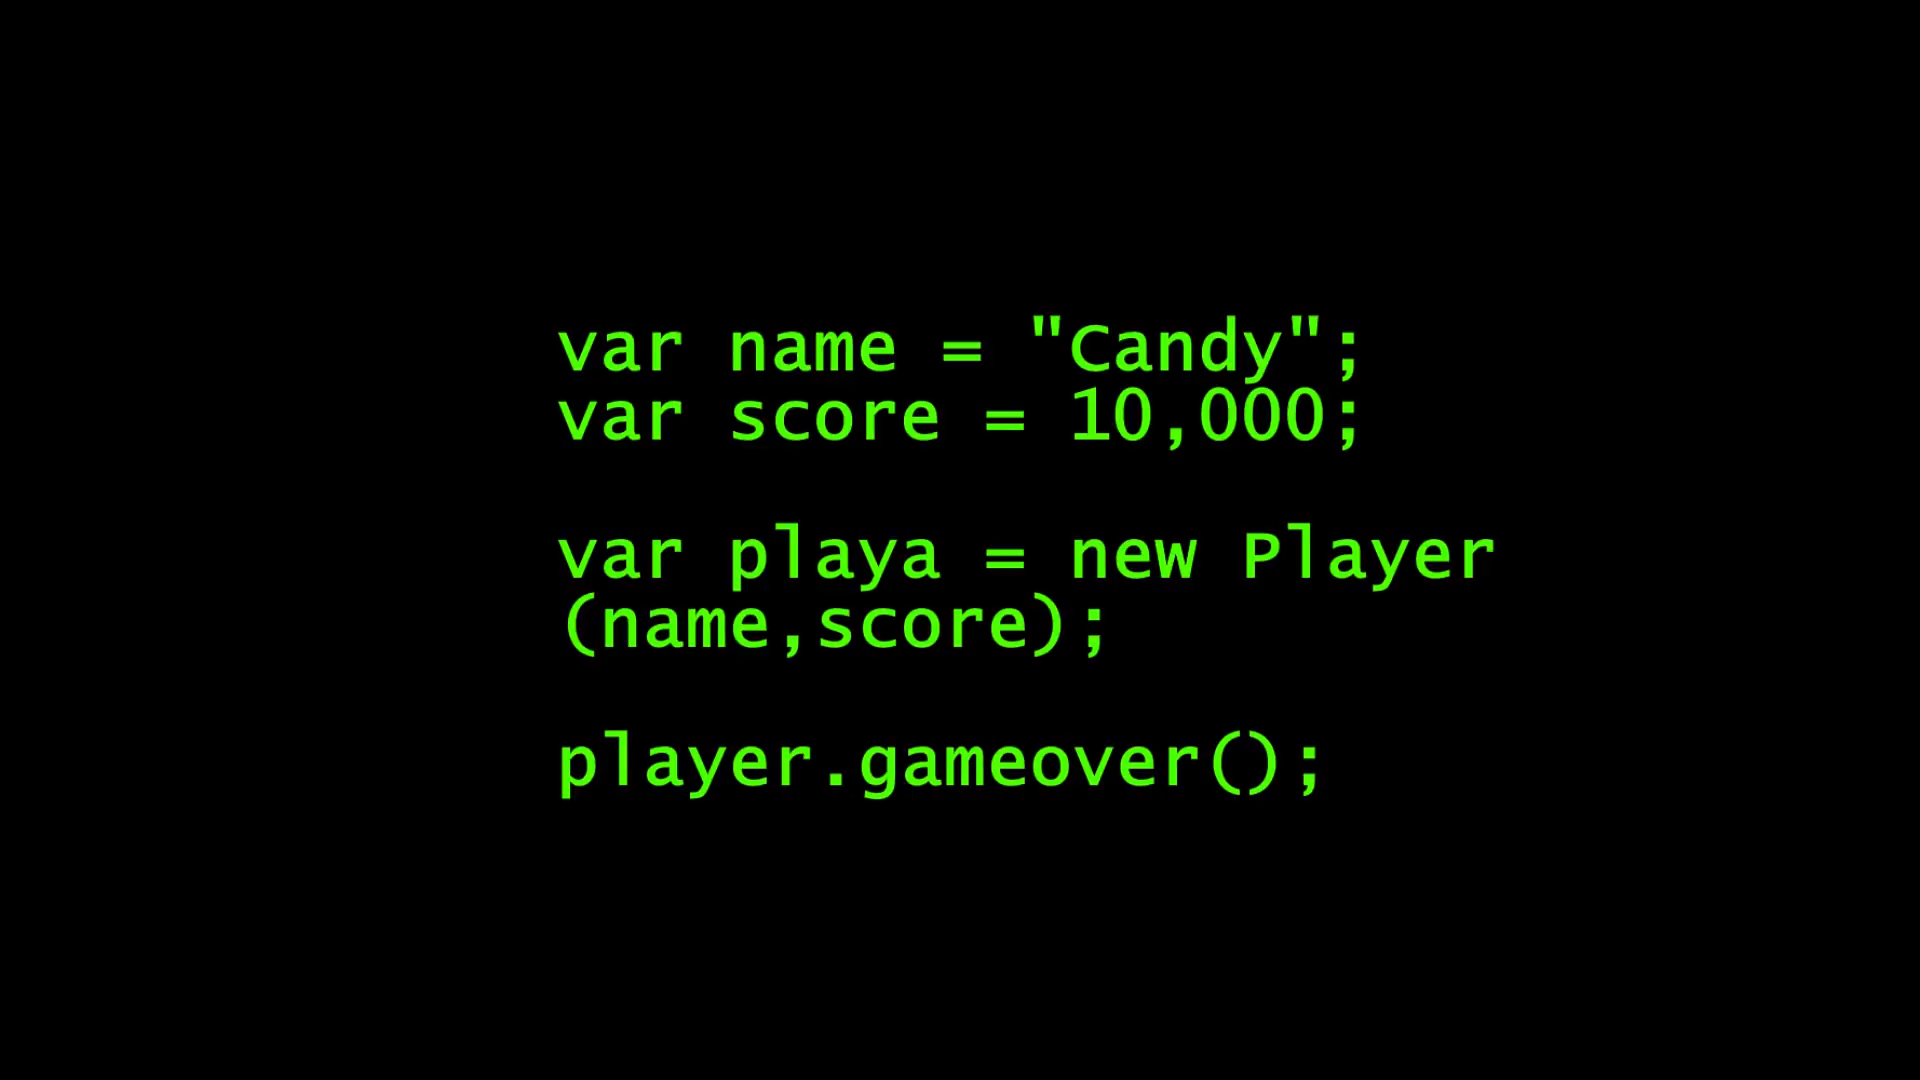 var name = "Candy";
var score = 10,000;
var playa = new Player
(name,score);
player.gameover();